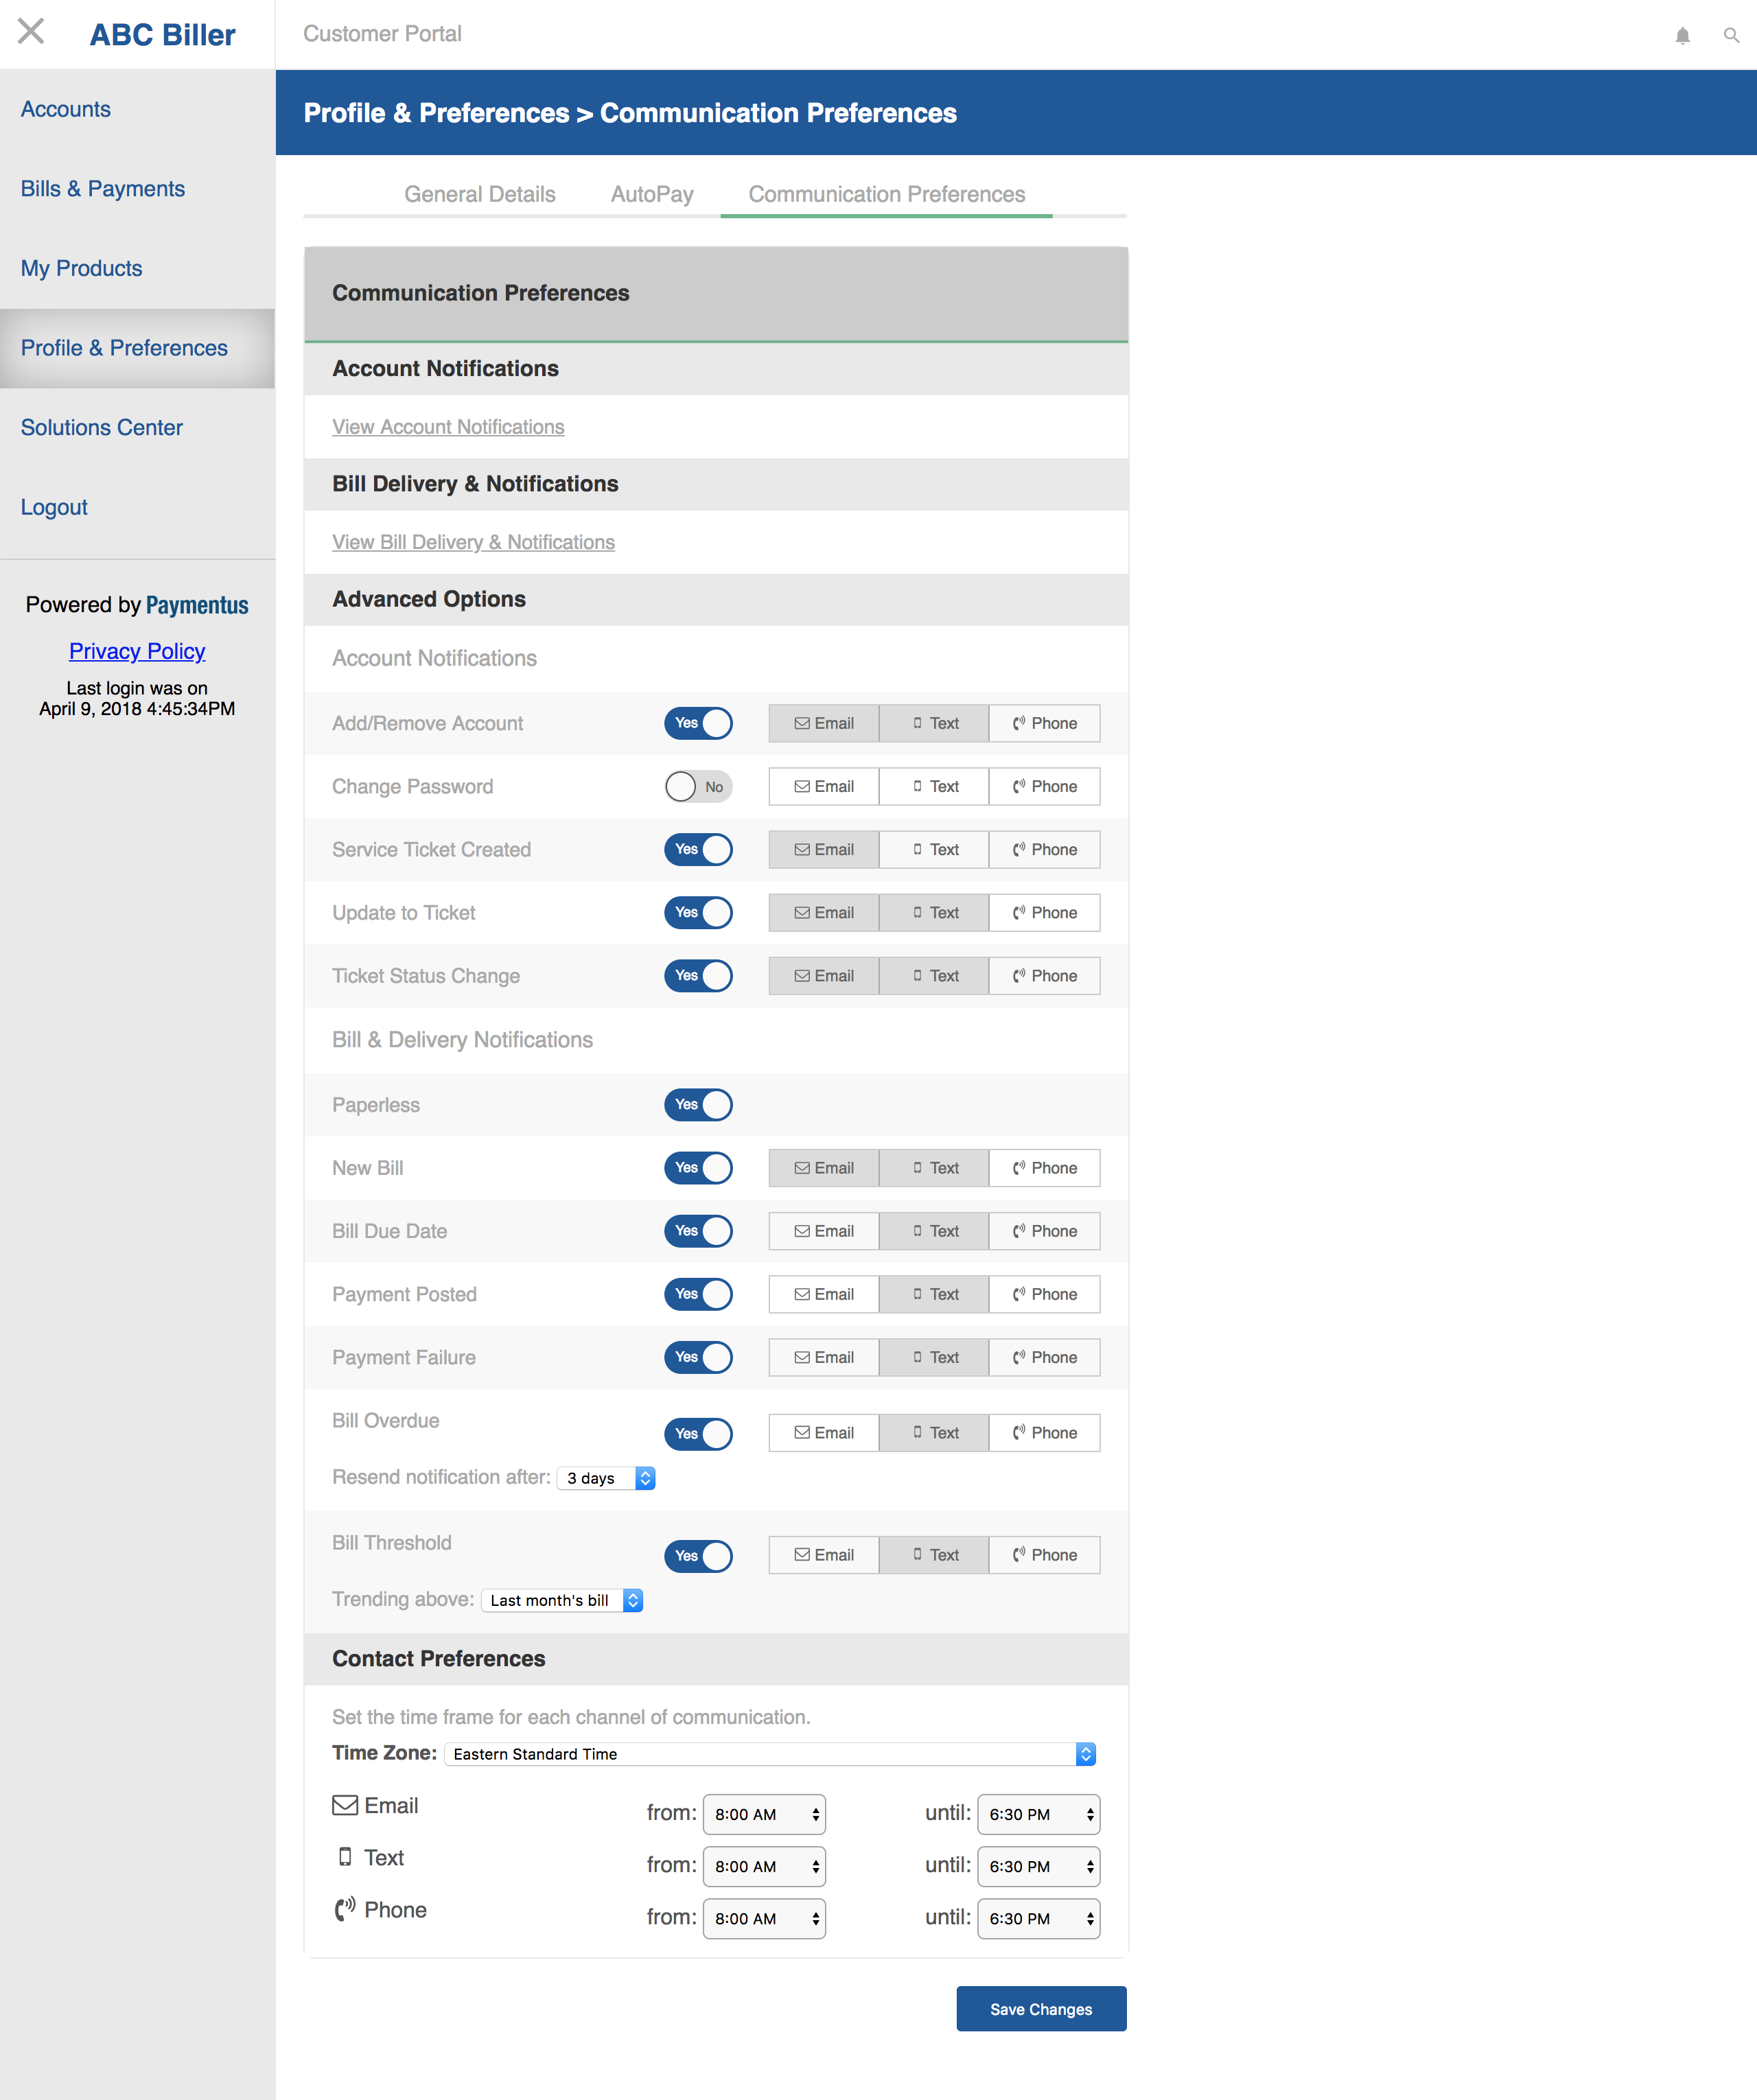 ABC Biller
Customer Portal
Accounts
Bills & Payments
My Products
Profile & Preferences
Solutions Center
Logout
Powered by Paymentus
Privacy Policy
Last login was on
April 9, 2018 4:45:34PM
Profile & Preferences > Communication Preferences
General Details AutoPay Communication Preferences
Communication Preferences
Account Notifications
View Account Notifications
Bill Delivery & Notifications
View Bill Delivery & Notifications
Advanced Options
Account Notifications
Add/Remove Account Yes Email Text Phone
Change Password No Email Text Phone
Service Ticket Created Yes Email Text Phone
Update to Ticket Yes Email Text Phone
Ticket Status Change Yes Email Text Phone
Bill & Delivery Notifications
Paperless Yes
New Bill Yes Email Text Phone
Bill Due Date Yes Email Text Phone
Payment Posted Yes Email Text Phone
Payment Failure Yes Email Text Phone
Bill Overdue Yes Email Text Phone
Resend notification after: 3 days
Bill Threshold Yes Email Text Phone
Trending above: Last month's bill
Contact Preferences
Set the time frame for each channel of communication.
Time Zone: Eastern Standard Time
Email from: 8:00 AM until: 6:30 PM
Text from: 8:00 AM until: 6:30 PM
Phone from: 8:00 AM until: 6:30 PM
Save Changes